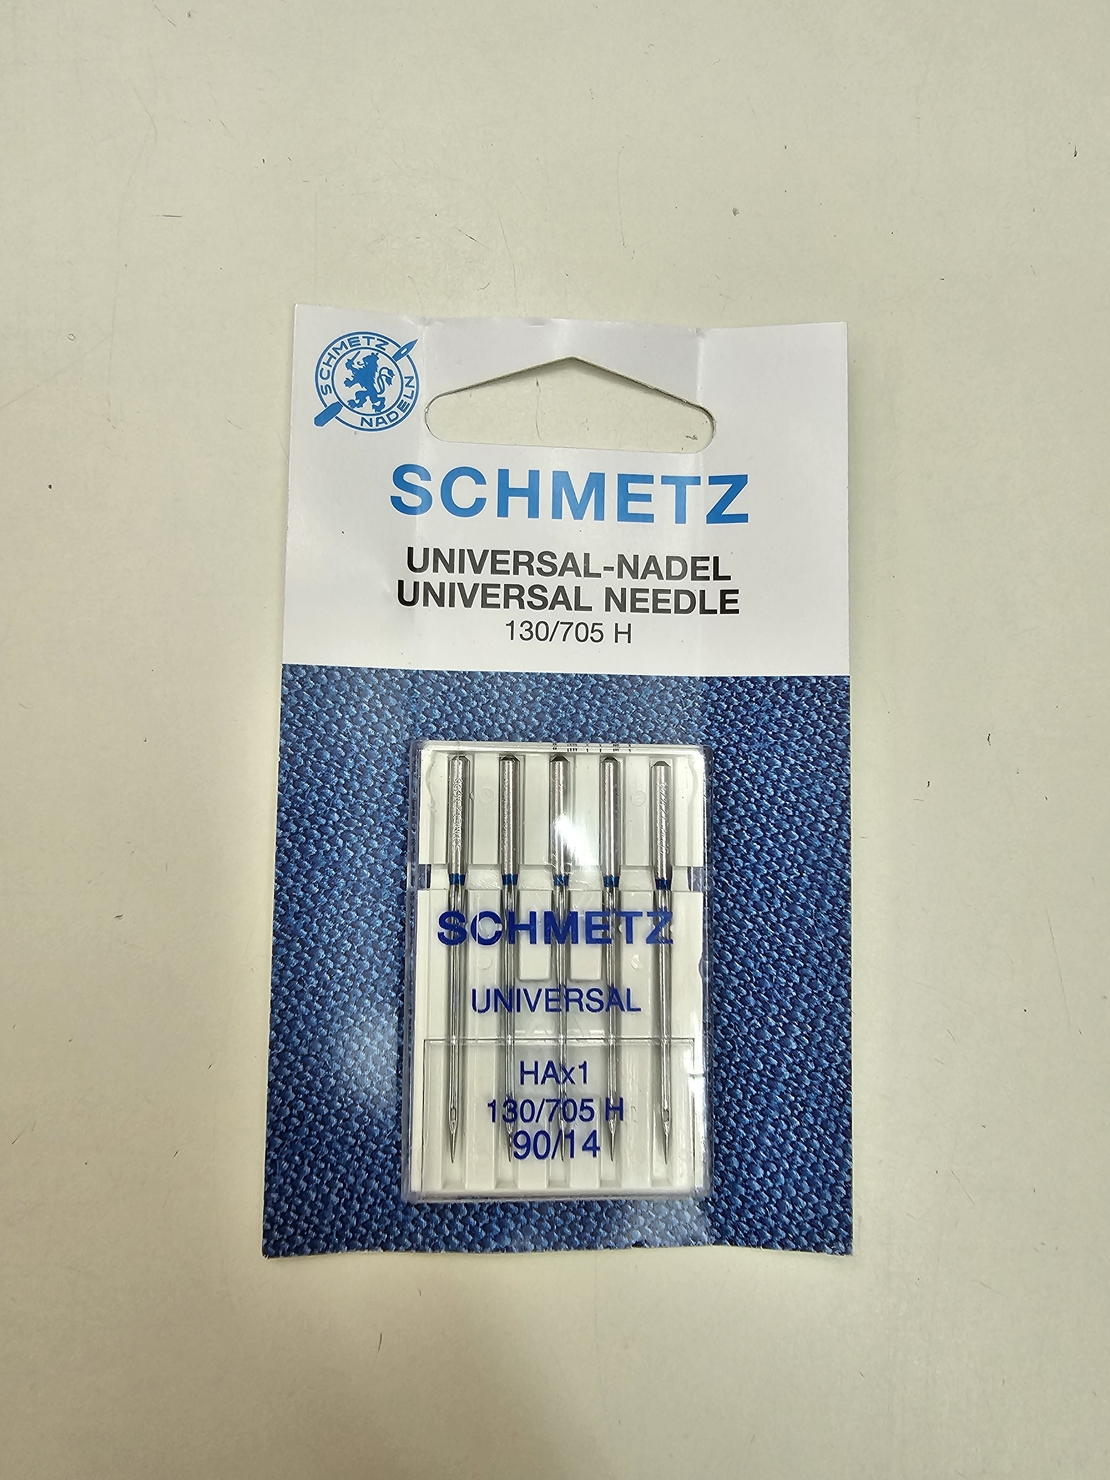 SCHMETZ
NADELN
SCHMETZ
UNIVERSAL-NADEL
UNIVERSAL NEEDLE
130/705 H
SCHMETZ
UNIVERSAL
HAx1
130/705 H
90/14